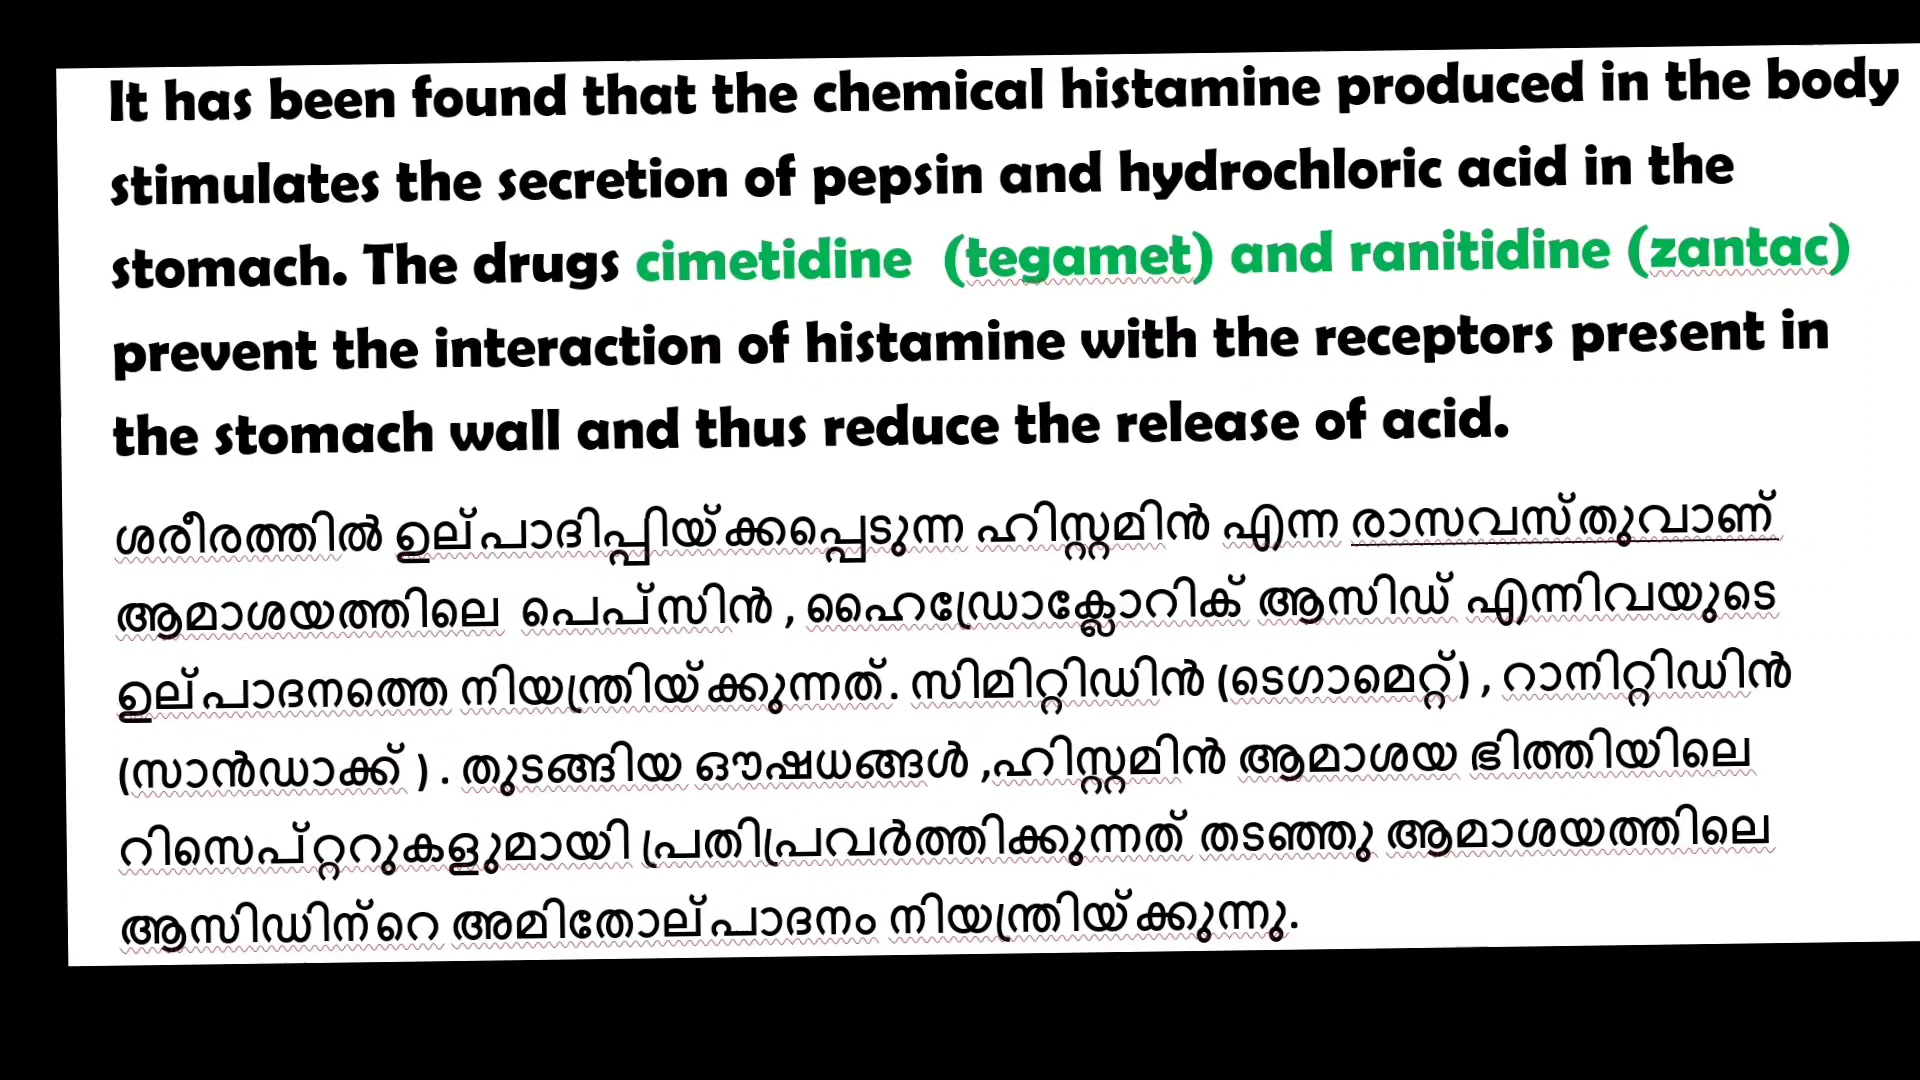 It has been found that the chemical histamine produced in the body
stimulates the secretion of pepsin and hydrochloric acid in the
stomach. The drugs cimetidine (tegamet) and ranitidine (zantac)
prevent the interaction of histamine with the receptors present in
the stomach wall and thus reduce the release of acid.
ശരീരത്തിൽ ഉല്പാദിപ്പിയ്ക്കപ്പെടുന്ന ഹിസ്റ്റമിൻ എന്ന രാസവസ്തുവാണ്
ആമാശയത്തിലെ പെപ്സിൻ , ഹൈഡ്രോക്ലോറിക് ആസിഡ് എന്നിവയുടെ
ഉല്പാദനത്തെ നിയന്ത്രിയ്ക്കുന്നത്. സിമിറ്റിഡിൻ (ടെഗാമെറ്റ്) , റാനിറ്റിഡിൻ
(സാൻഡാക്ക് ) . തുടങ്ങിയ ഔഷധങ്ങൾ ,ഹിസ്റ്റമിൻ ആമാശയ ഭിത്തിയിലെ
റിസെപ്റ്ററുകളുമായി പ്രതിപ്രവർത്തിക്കുന്നത് തടഞ്ഞു ആമാശയത്തിലെ
ആസിഡിന്റെ അമിതോല്പാദനം നിയന്ത്രിയ്ക്കുന്നു.